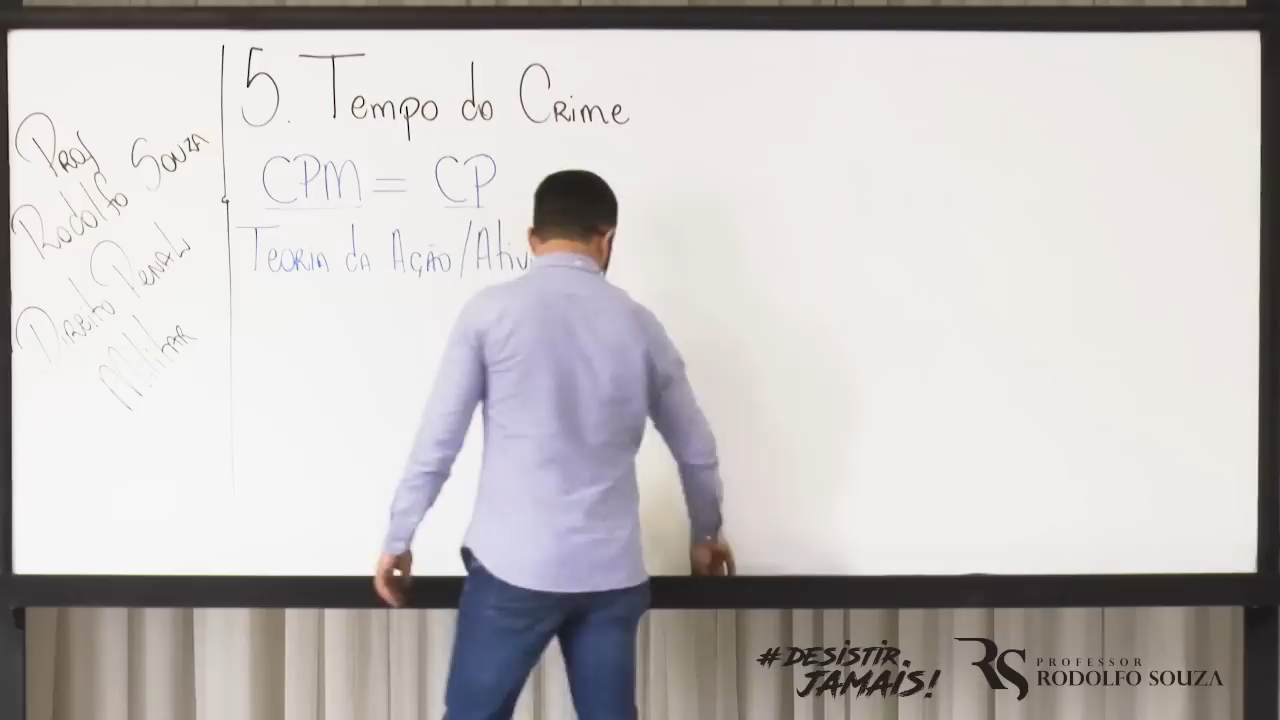 Prof
Rodolfo Souza
Direito Penal
Militar
5. Tempo do Crime
CPM = CP
Teoria da Ação/Ativ
#DESISTIR
JAMAIS!
RS
PROFESSOR
RODOLFO SOUZA